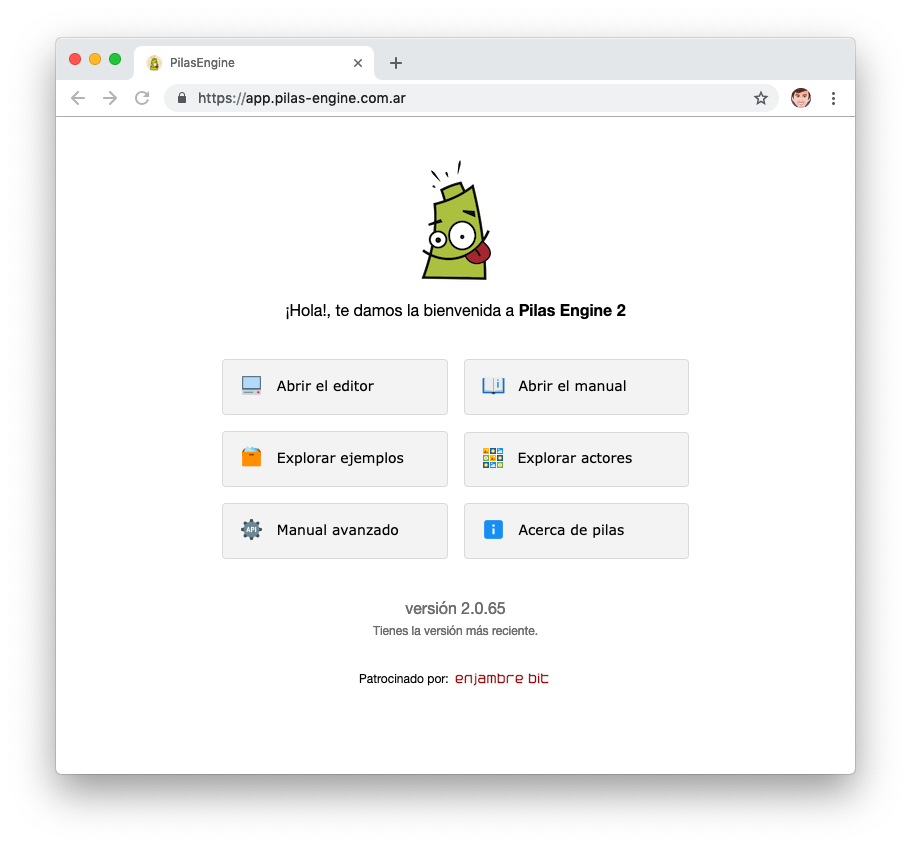 PilasEngine
https://app.pilas-engine.com.ar
¡Hola!, te damos la bienvenida a Pilas Engine 2
Abrir el editor
Abrir el manual
Explorar ejemplos
Explorar actores
API
Manual avanzado
Acerca de pilas
versión 2.0.65
Tienes la versión más reciente.
Patrocinado por: enjambre bit